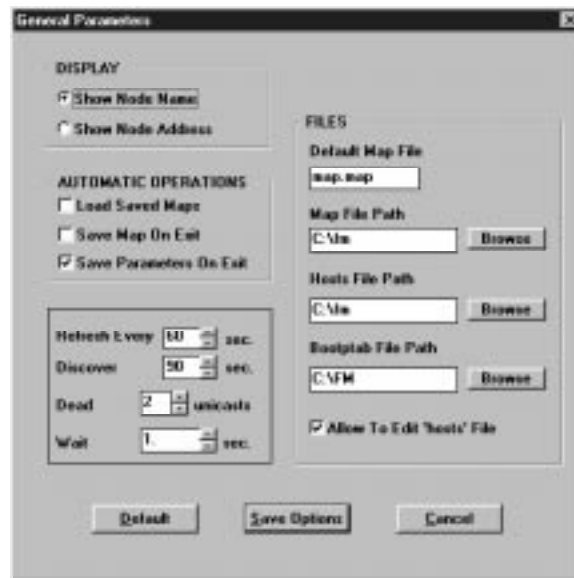 General Parameters
DISPLAY
Show Node Name
Show Node Address
AUTOMATIC OPERATIONS
Load Saved Maps
Save Map On Exit
Save Parameters On Exit
Refresh Every 60 sec.
Discover 90 sec.
Dead 2 unicasts
Wait 1. sec.
FILES
Default Map File
map.map
Map File Path
C:\fm Browse
Hosts File Path
C:\fm Browse
Bootptab File Path
C:\FM Browse
Allow To Edit 'hosts' File
Default Save Options Cancel